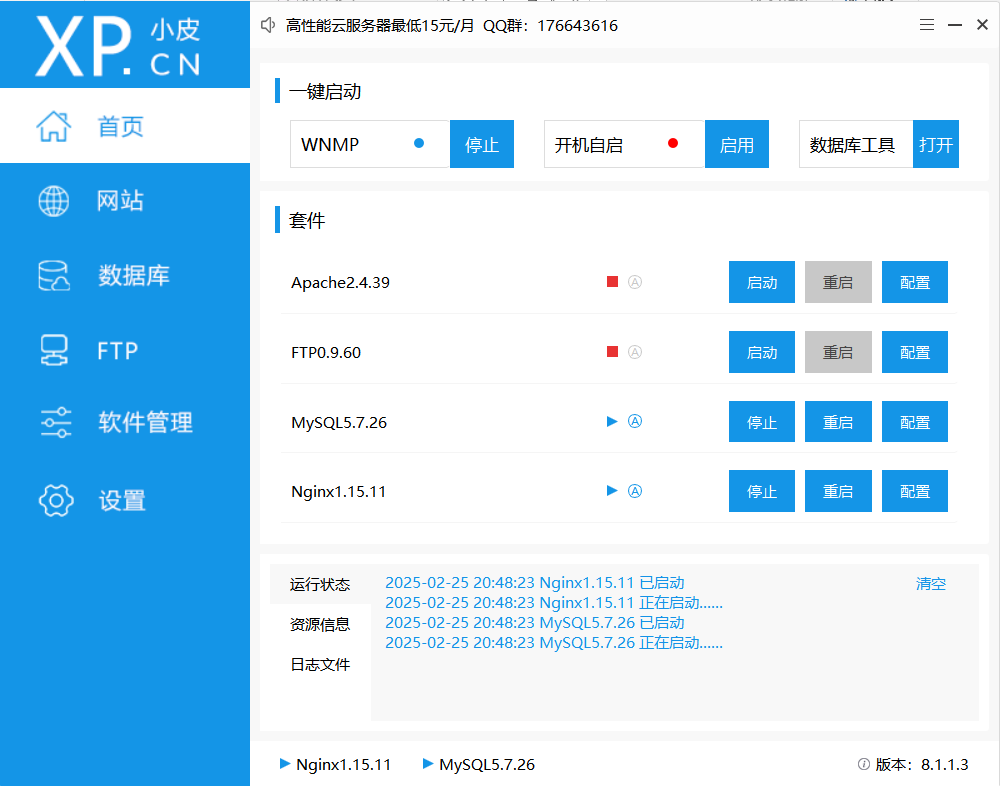 XP.小皮CN
高性能云服务器最低15元/月 QQ群：176643616
首页
网站
数据库
FTP
软件管理
设置
一键启动
WNMP 停止 开机自启 启用 数据库工具 打开
套件
Apache2.4.39 Ⓐ 启动 重启 配置
FTP0.9.60 Ⓐ 启动 重启 配置
MySQL5.7.26 Ⓐ 停止 重启 配置
Nginx1.15.11 Ⓐ 停止 重启 配置
运行状态
资源信息
日志文件
2025-02-25 20:48:23 Nginx1.15.11 已启动
2025-02-25 20:48:23 Nginx1.15.11 正在启动......
2025-02-25 20:48:23 MySQL5.7.26 已启动
2025-02-25 20:48:23 MySQL5.7.26 正在启动......
清空
Nginx1.15.11 MySQL5.7.26 版本：8.1.1.3